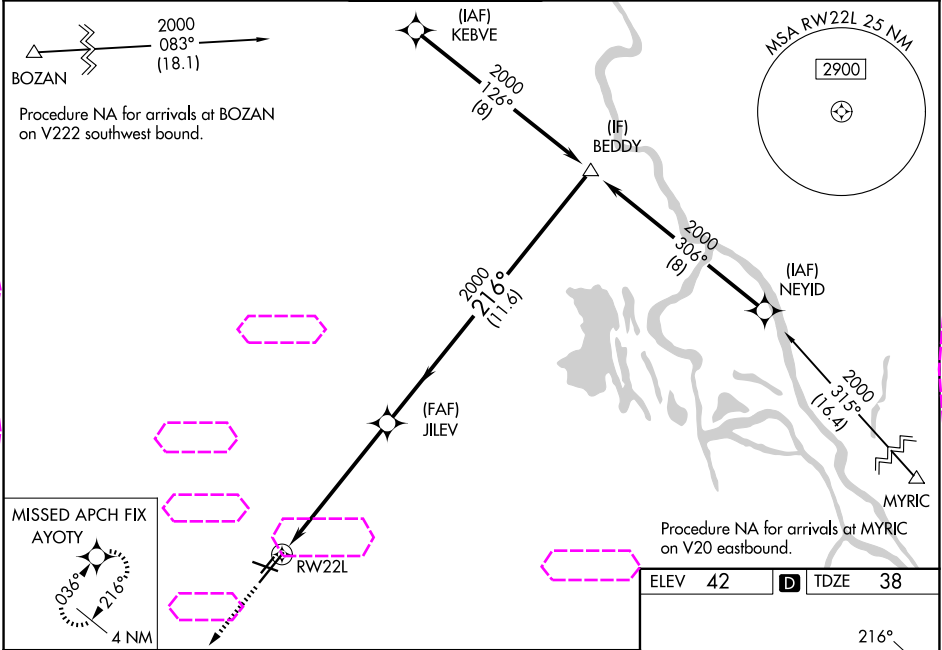 2000
083°
(18.1)
BOZAN
Procedure NA for arrivals at BOZAN
on V222 southwest bound.
(IAF)
KEBVE
2000
126°
(8)
(IF)
BEDDY
MSA RW22L 25 NM
2900
2000
306°
(8)
(IAF)
NEYID
2000
216°
(11.6)
2000
315°
(16.4)
MYRIC
Procedure NA for arrivals at MYRIC
on V20 eastbound.
(FAF)
JILEV
RW22L
MISSED APCH FIX
AYOTY
036°
216°
4 NM
ELEV 42 D TDZE 38
216°